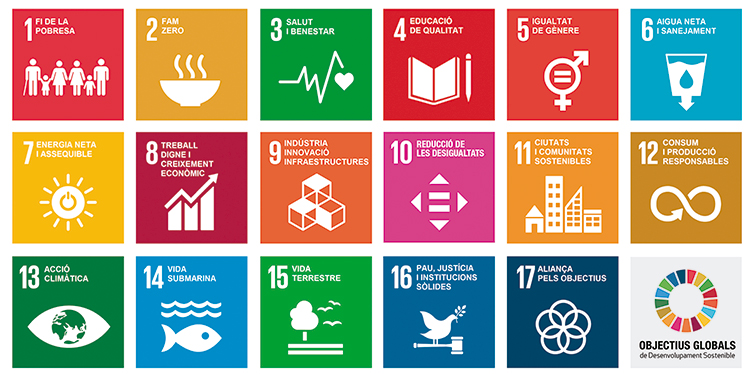 1 FI DE LA
POBRESA
2 FAM
ZERO
3 SALUT
I BENESTAR
4 EDUCACIÓ
DE QUALITAT
5 IGUALTAT
DE GÈNERE
6 AIGUA NETA
I SANEJAMENT
7 ENERGIA NETA
I ASSEQUIBLE
8 TREBALL
DIGNE I
CREIXEMENT
ECONÒMIC
9 INDÚSTRIA
INNOVACIÓ
INFRAESTRUCTURES
10 REDUCCIÓ DE
LES DESIGUALTATS
11 CIUTATS
I COMUNITATS
SOSTENIBLES
12 CONSUM
I PRODUCCIÓ
RESPONSABLES
13 ACCIÓ
CLIMÀTICA
14 VIDA
SUBMARINA
15 VIDA
TERRESTRE
16 PAU, JUSTÍCIA
I INSTITUCIONS
SÒLIDES
17 ALIANÇA
PELS OBJECTIUS
OBJECTIUS GLOBALS
de Desenvolupament Sostenible